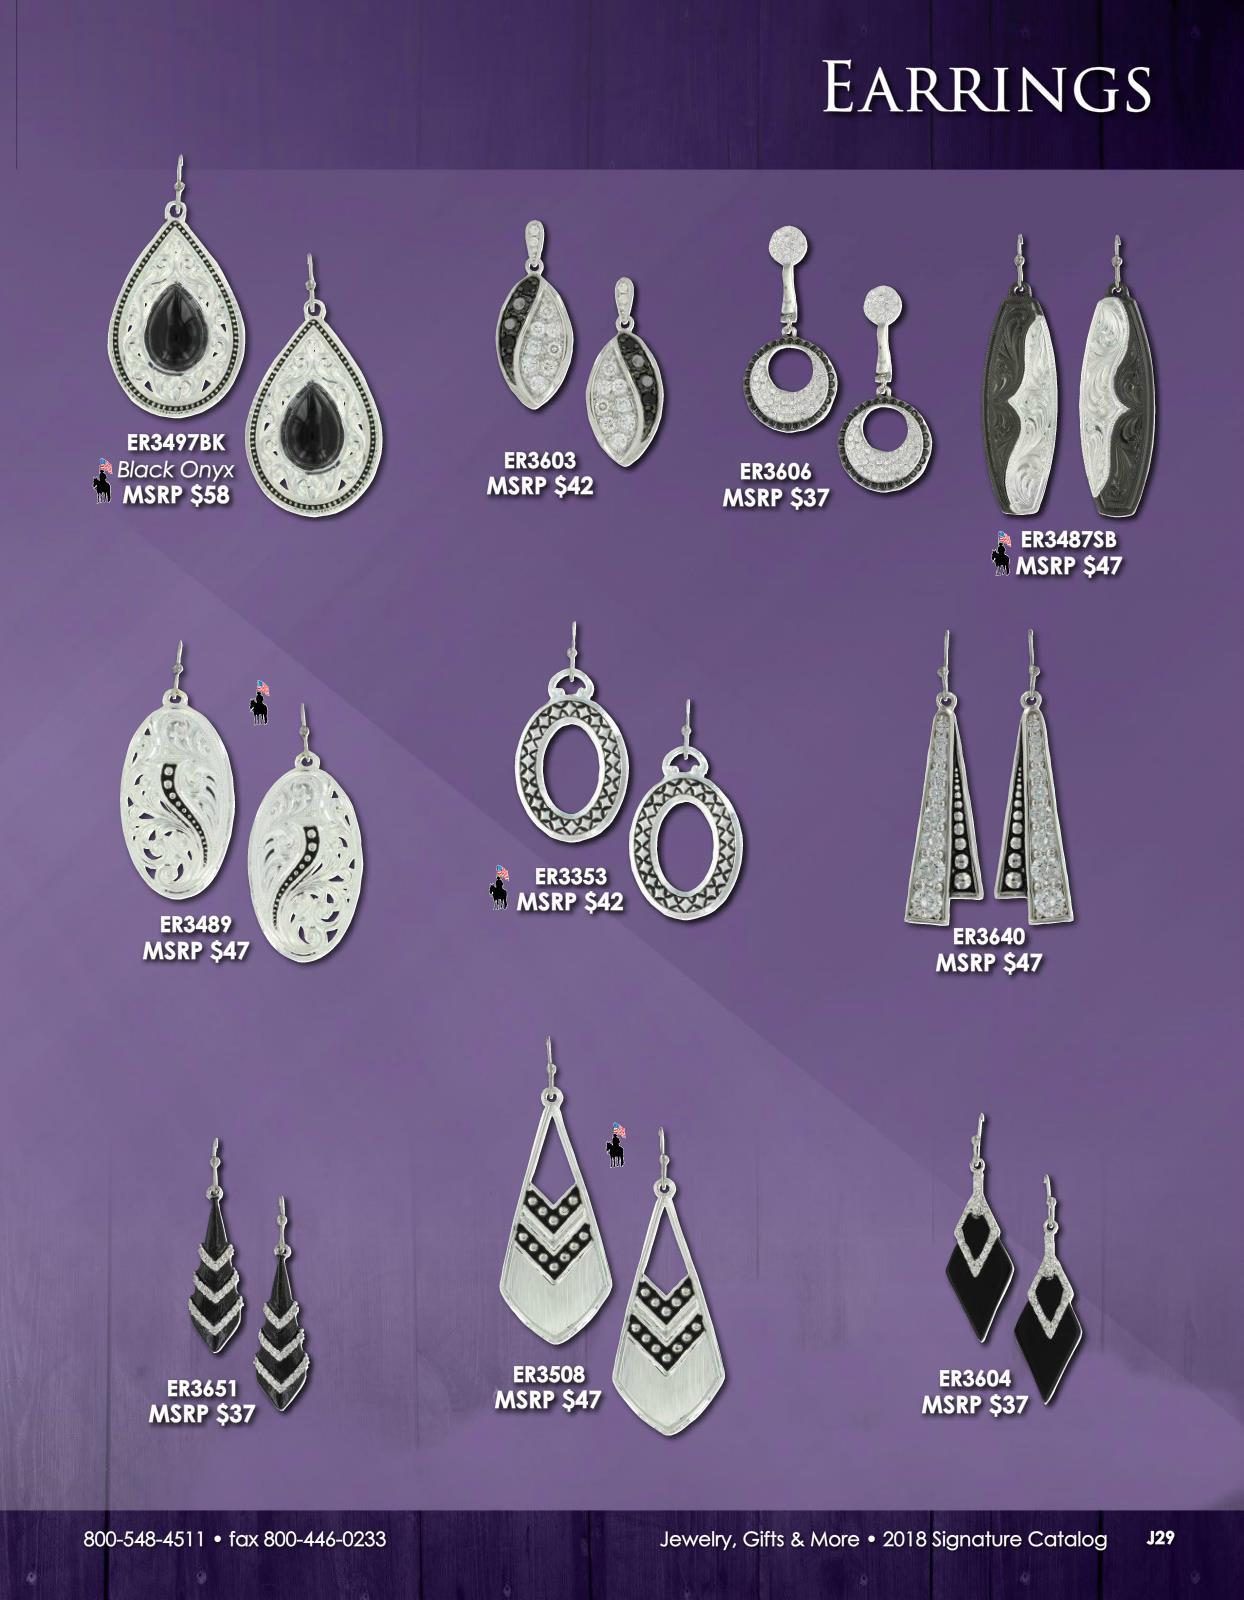 EARRINGS
ER3497BK
Black Onyx
MSRP $58
ER3603
MSRP $42
ER3606
MSRP $37
ER3487SB
MSRP $47
ER3489
MSRP $47
ER3353
MSRP $42
ER3640
MSRP $47
ER3651
MSRP $37
ER3508
MSRP $47
ER3604
MSRP $37
800-548-4511 • fax 800-446-0233
Jewelry, Gifts & More • 2018 Signature Catalog J29